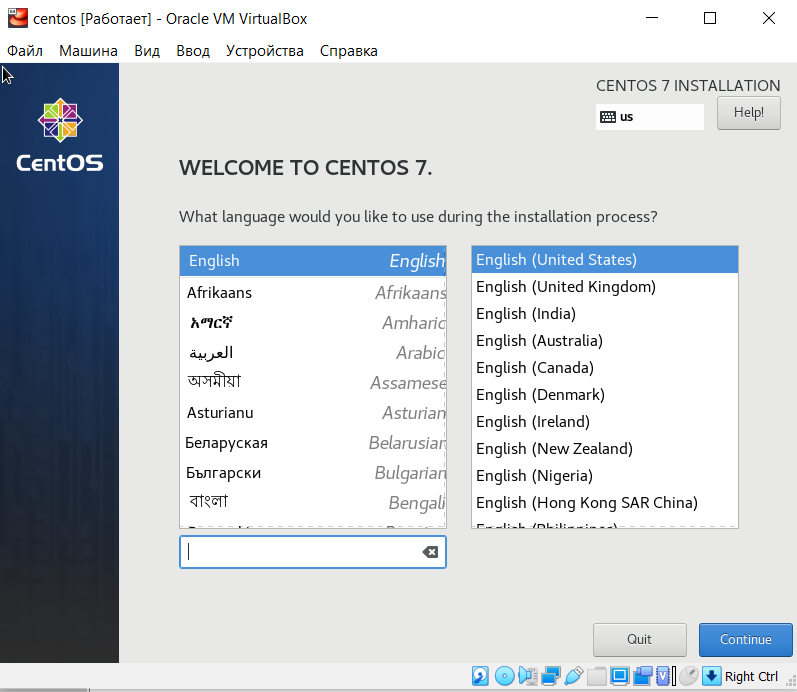 centos [Работает] - Oracle VM VirtualBox
Файл Машина Вид Ввод Устройства Справка
CentOS
CENTOS 7 INSTALLATION
us
Help!
WELCOME TO CENTOS 7.
What language would you like to use during the installation process?
English English
Afrikaans Afrikaans
አማርኛ Amharic
العربية Arabic
অসমীয়া Assamese
Asturianu Asturian
Беларуская Belarusian
Български Bulgarian
বাংলা Bengali
English (United States)
English (United Kingdom)
English (India)
English (Australia)
English (Canada)
English (Denmark)
English (Ireland)
English (New Zealand)
English (Nigeria)
English (Hong Kong SAR China)
English (Philippines)
Quit
Continue
Right Ctrl